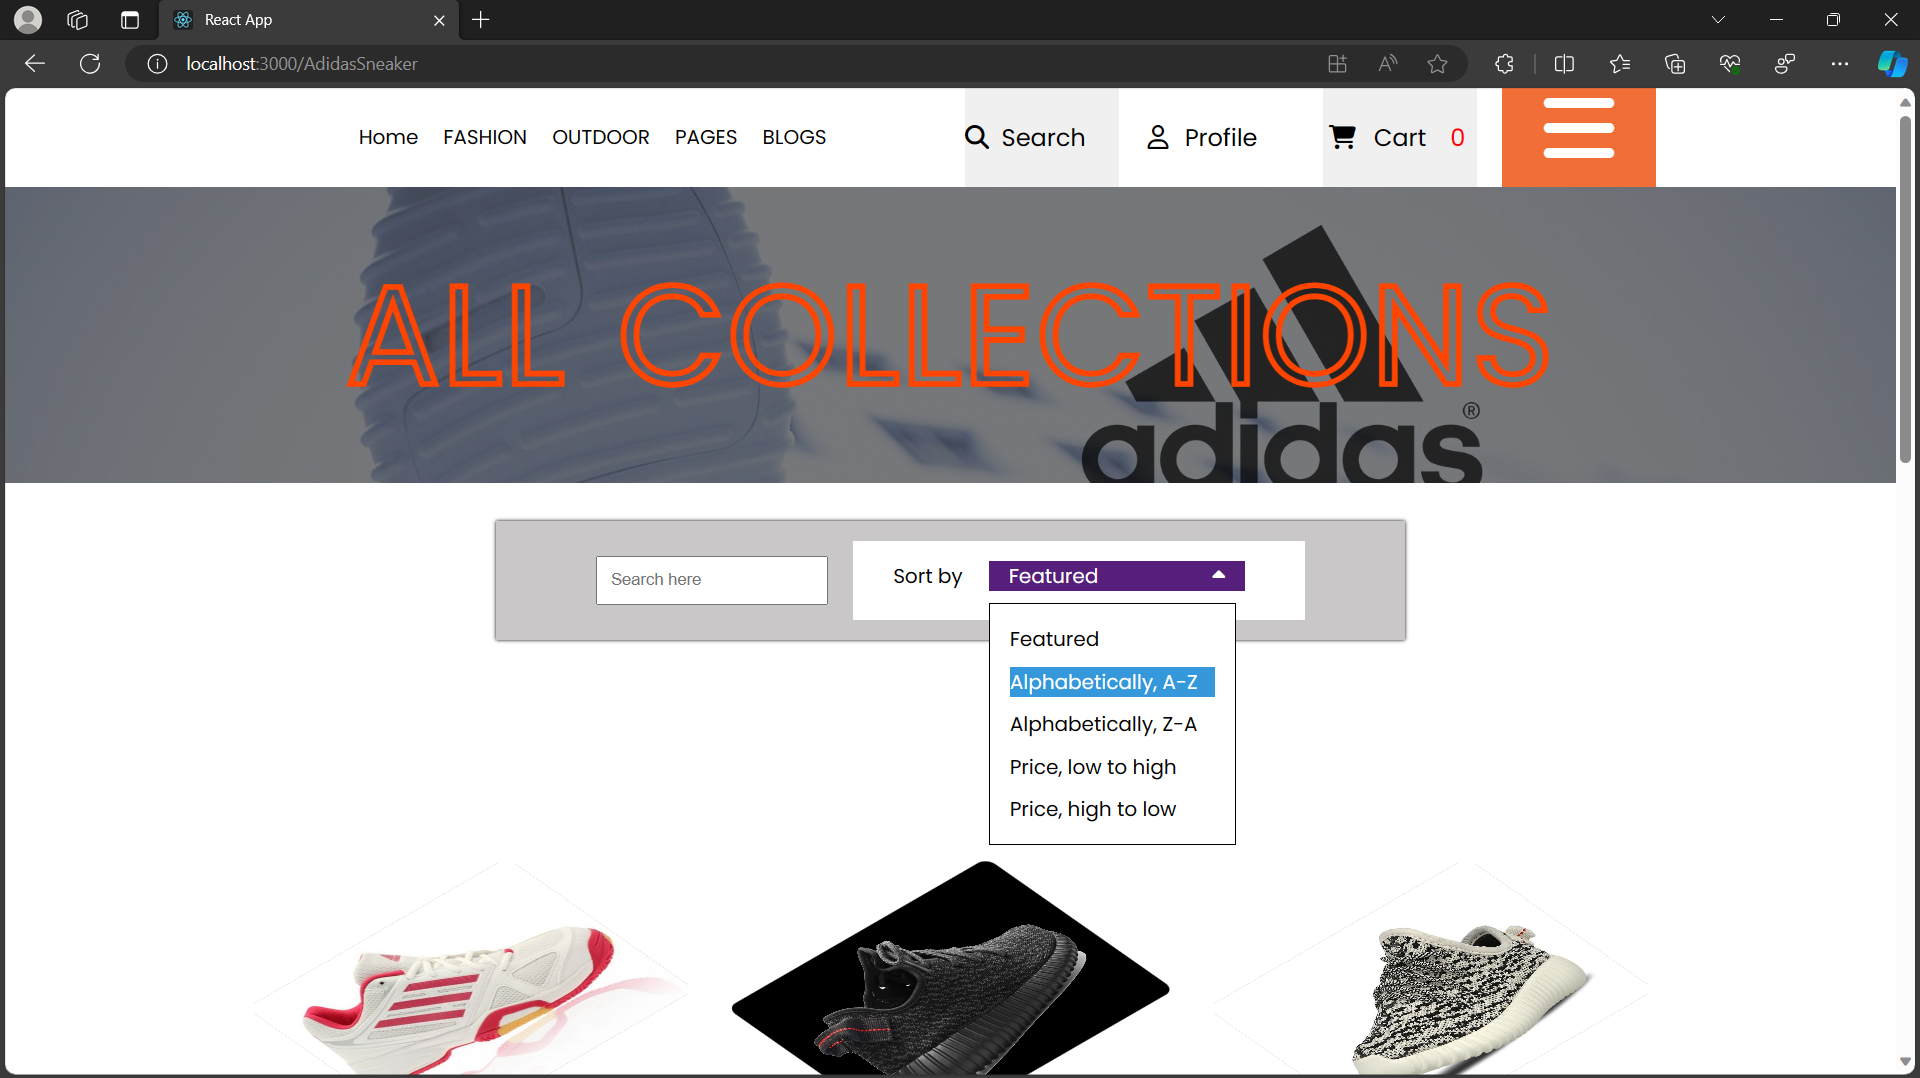 React App
localhost:3000/AdidasSneaker
Home FASHION OUTDOOR PAGES BLOGS Search Profile Cart 0
ALL COLLECTIONS
adidas®
Search here
Sort by Featured
Featured
Alphabetically, A-Z
Alphabetically, Z-A
Price, low to high
Price, high to low